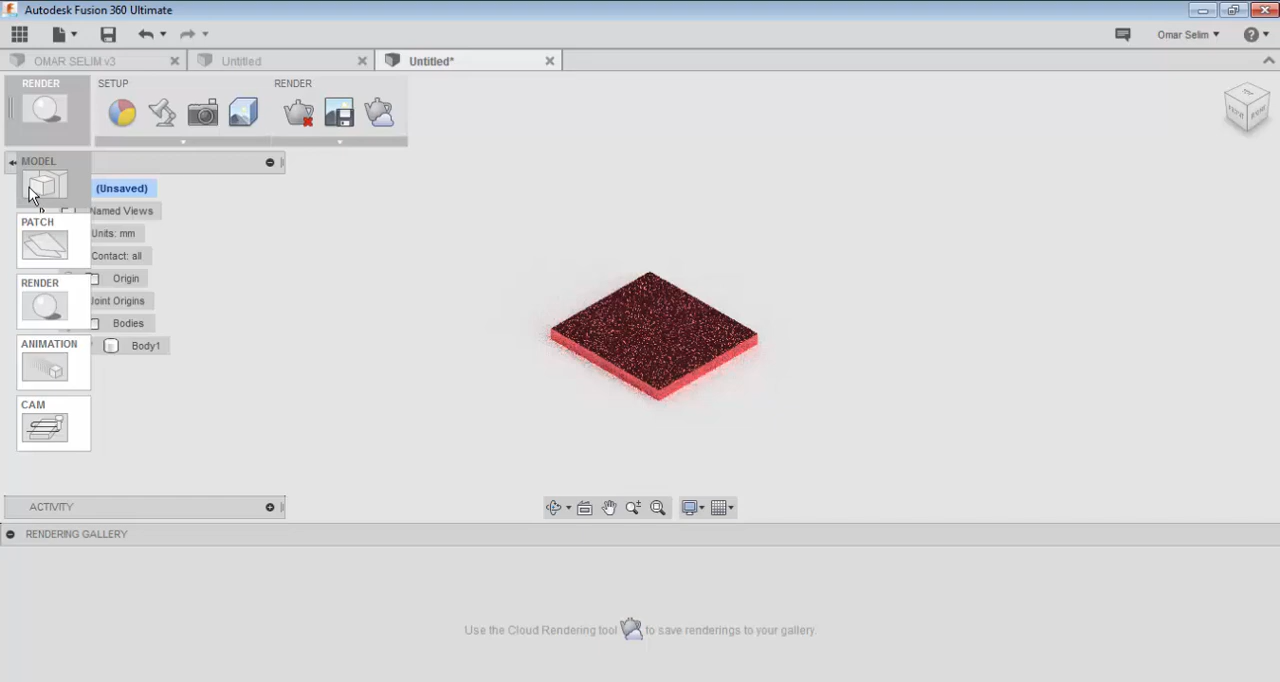 Autodesk Fusion 360 Ultimate
Omar Selim
OMAR SELIM v3
Untitled
Untitled*
RENDER
SETUP
RENDER
MODEL
(Unsaved)
Named Views
PATCH
Units: mm
Contact: all
Origin
RENDER
Joint Origins
Bodies
ANIMATION
Body1
CAM
ACTIVITY
RENDERING GALLERY
Use the Cloud Rendering tool to save renderings to your gallery